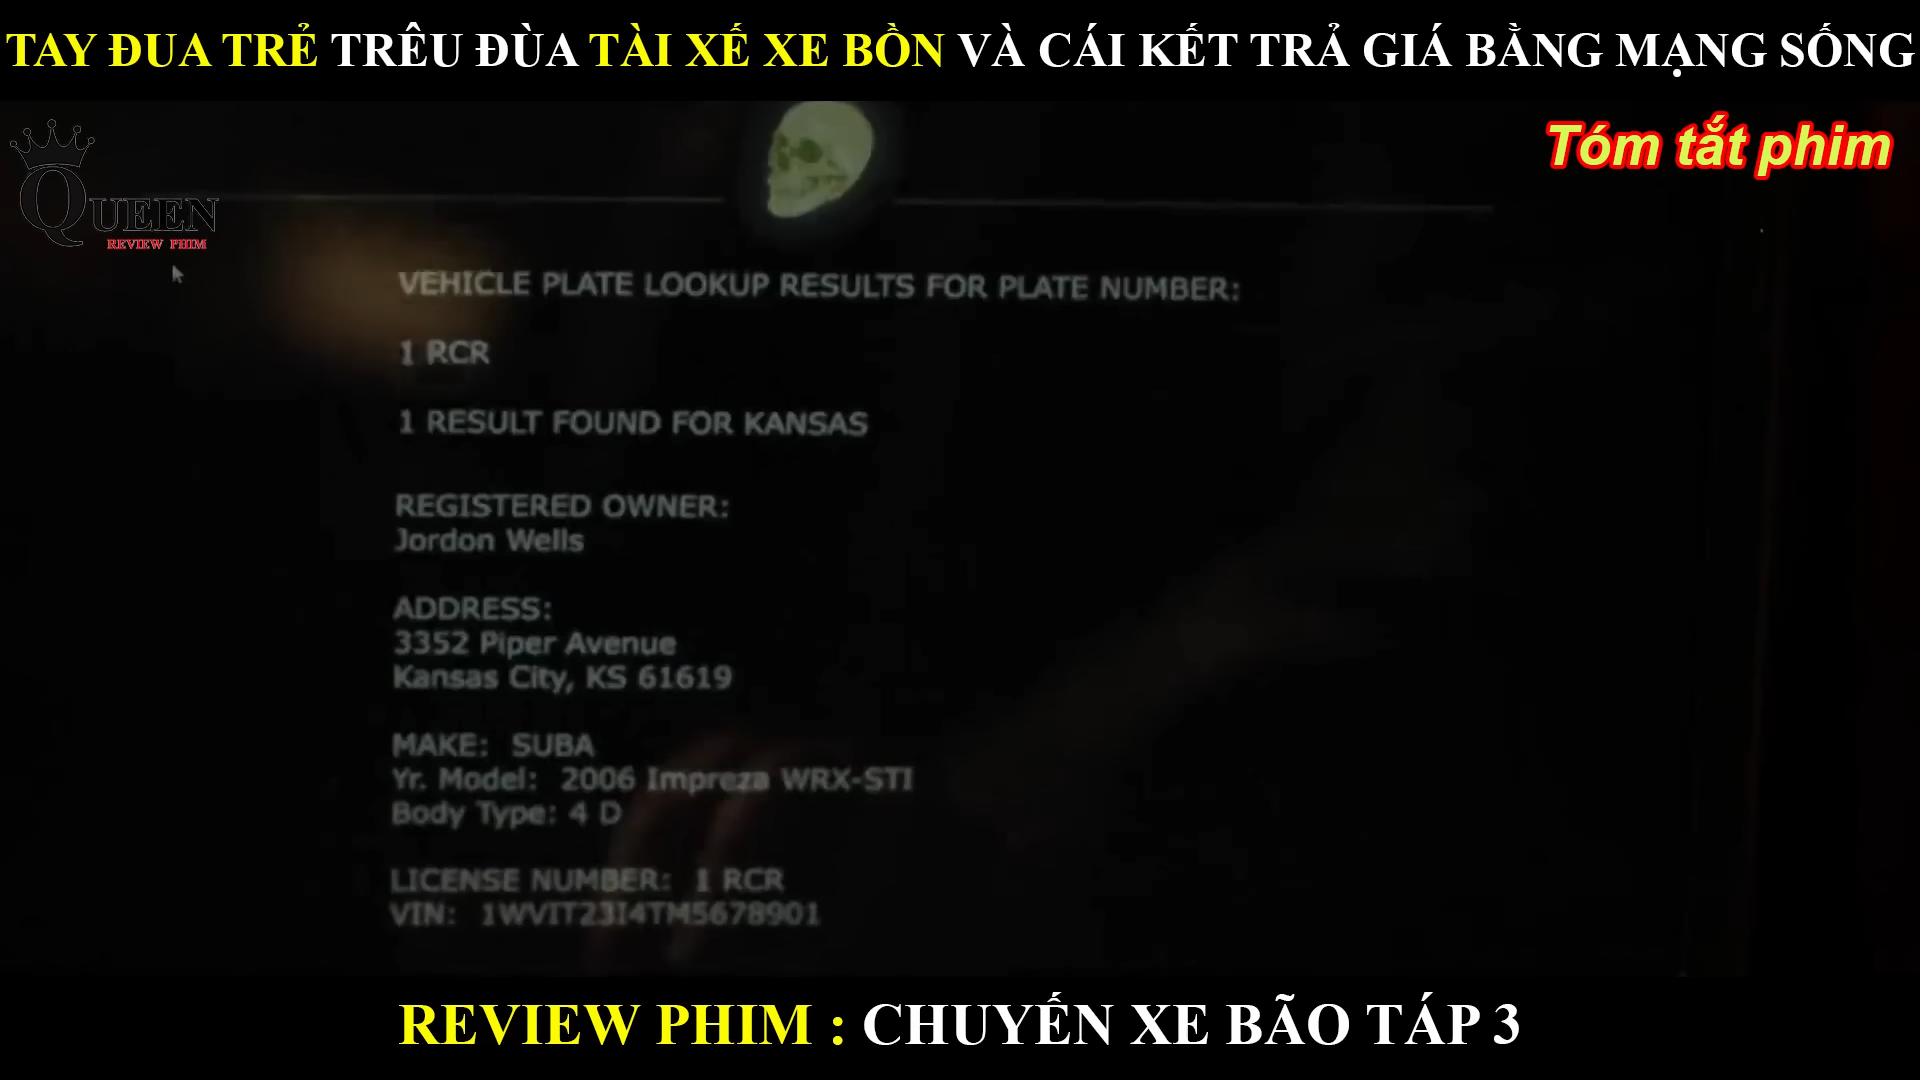 TAY ĐUA TRẺ TRÊU ĐÙA TÀI XẾ XE BỒN VÀ CÁI KẾT TRẢ GIÁ BẰNG MẠNG SỐNG
Tóm tắt phim
QUEEN
REVIEW PHIM
VEHICLE PLATE LOOKUP RESULTS FOR PLATE NUMBER:
1 RCR
1 RESULT FOUND FOR KANSAS
REGISTERED OWNER:
Jordon Wells
ADDRESS:
3352 Piper Avenue
Kansas City, KS 61619
MAKE: SUBA
Yr. Model: 2006 Impreza WRX-STI
Body Type: 4 D
LICENSE NUMBER: 1 RCR
VIN: 1WVIT23I4TM5678901
REVIEW PHIM : CHUYẾN XE BÃO TÁP 3